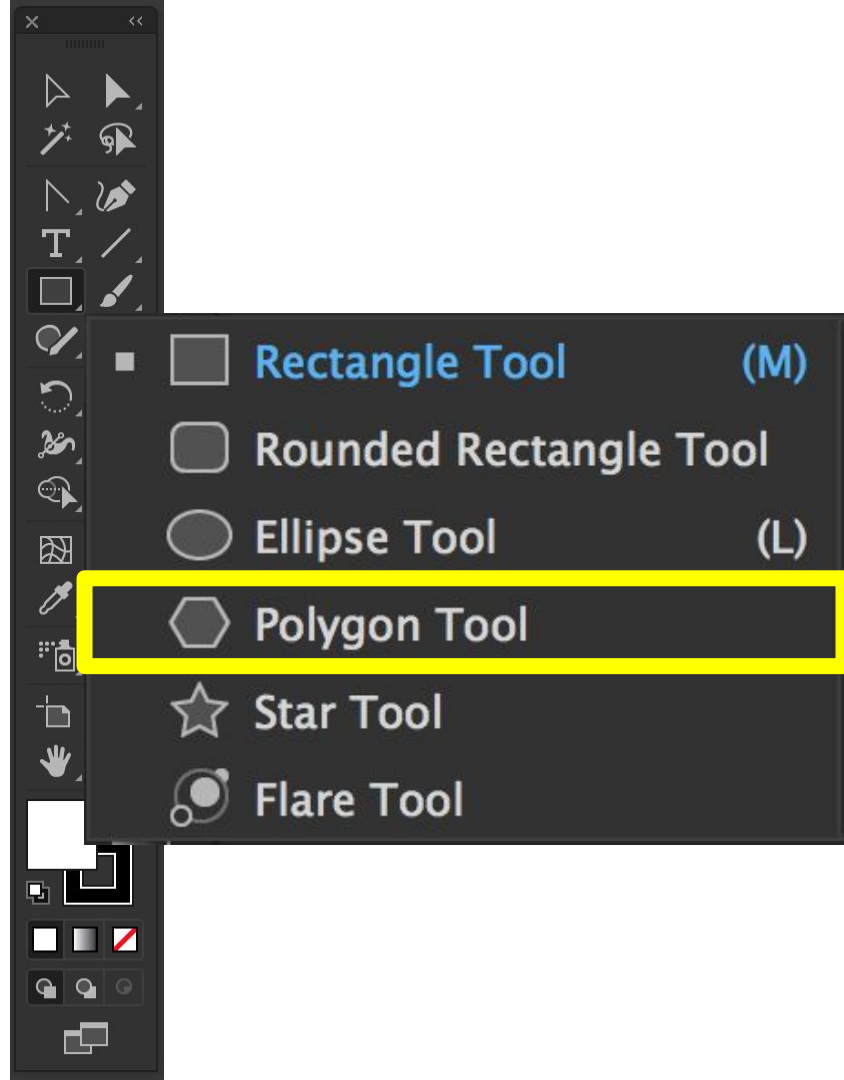 Rectangle Tool (M)
Rounded Rectangle Tool
Ellipse Tool (L)
Polygon Tool
Star Tool
Flare Tool